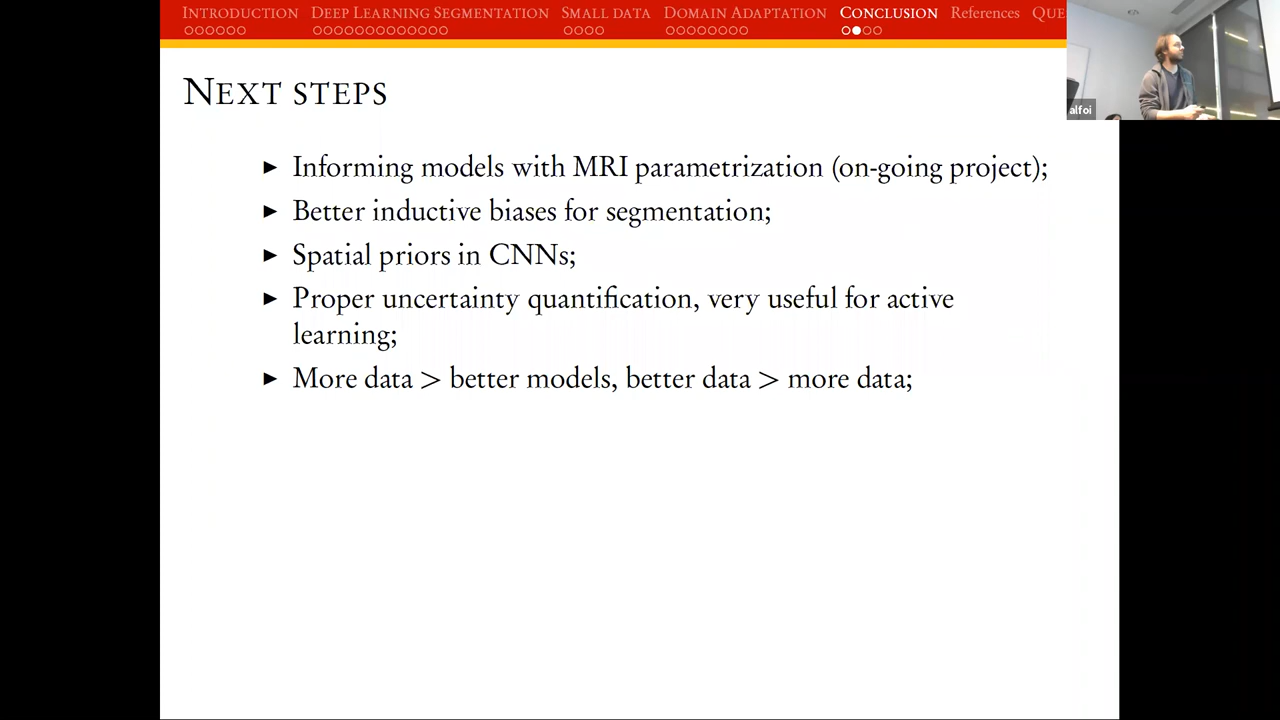 INTRODUCTION DEEP LEARNING SEGMENTATION SMALL DATA DOMAIN ADAPTATION CONCLUSION References QUE
NEXT STEPS
► Informing models with MRI parametrization (on-going project);
► Better inductive biases for segmentation;
► Spatial priors in CNNs;
► Proper uncertainty quantification, very useful for active
learning;
► More data > better models, better data > more data;
alfoi